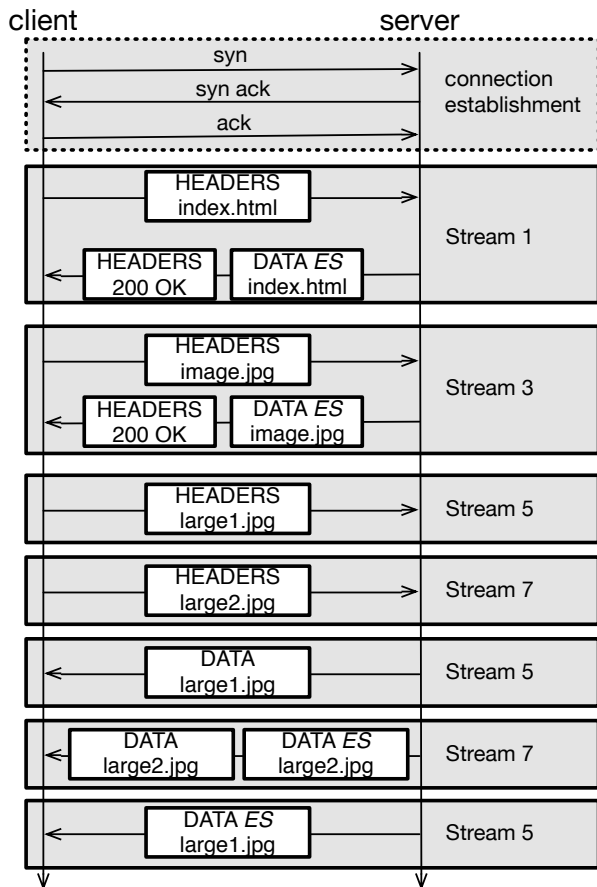 client server
syn
syn ack
ack
connection
establishment
HEADERS
index.html
HEADERS
200 OK
DATA ES
index.html
Stream 1
HEADERS
image.jpg
HEADERS
200 OK
DATA ES
image.jpg
Stream 3
HEADERS
large1.jpg
Stream 5
HEADERS
large2.jpg
Stream 7
DATA
large1.jpg
Stream 5
DATA
large2.jpg
DATA ES
large2.jpg
Stream 7
DATA ES
large1.jpg
Stream 5